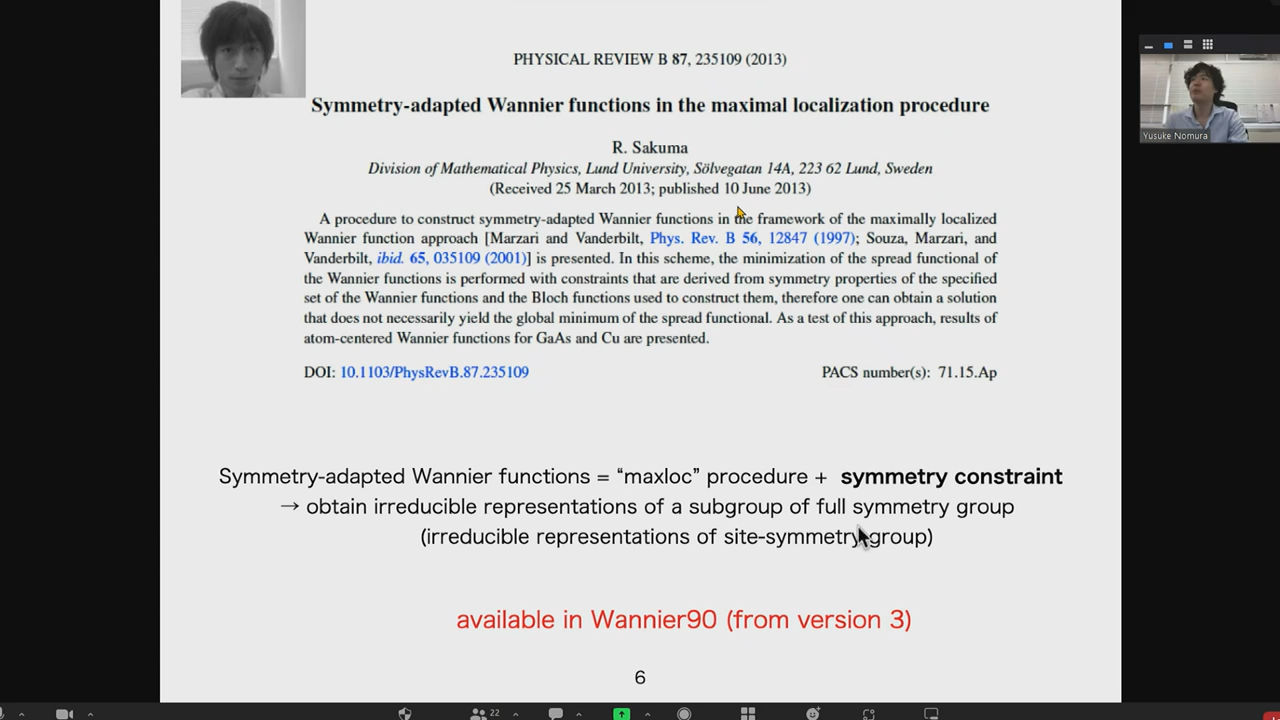 PHYSICAL REVIEW B 87, 235109 (2013)
Symmetry-adapted Wannier functions in the maximal localization procedure
R. Sakuma
Division of Mathematical Physics, Lund University, Sölvegatan 14A, 223 62 Lund, Sweden
(Received 25 March 2013; published 10 June 2013)
A procedure to construct symmetry-adapted Wannier functions in the framework of the maximally localized
Wannier function approach [Marzari and Vanderbilt, Phys. Rev. B 56, 12847 (1997); Souza, Marzari, and
Vanderbilt, ibid. 65, 035109 (2001)] is presented. In this scheme, the minimization of the spread functional of
the Wannier functions is performed with constraints that are derived from symmetry properties of the specified
set of the Wannier functions and the Bloch functions used to construct them, therefore one can obtain a solution
that does not necessarily yield the global minimum of the spread functional. As a test of this approach, results of
atom-centered Wannier functions for GaAs and Cu are presented.
DOI: 10.1103/PhysRevB.87.235109 PACS number(s): 71.15.Ap
Yusuke Nomura
Symmetry-adapted Wannier functions = “maxloc” procedure + symmetry constraint
→ obtain irreducible representations of a subgroup of full symmetry group
(irreducible representations of site-symmetry group)
available in Wannier90 (from version 3)
6
22